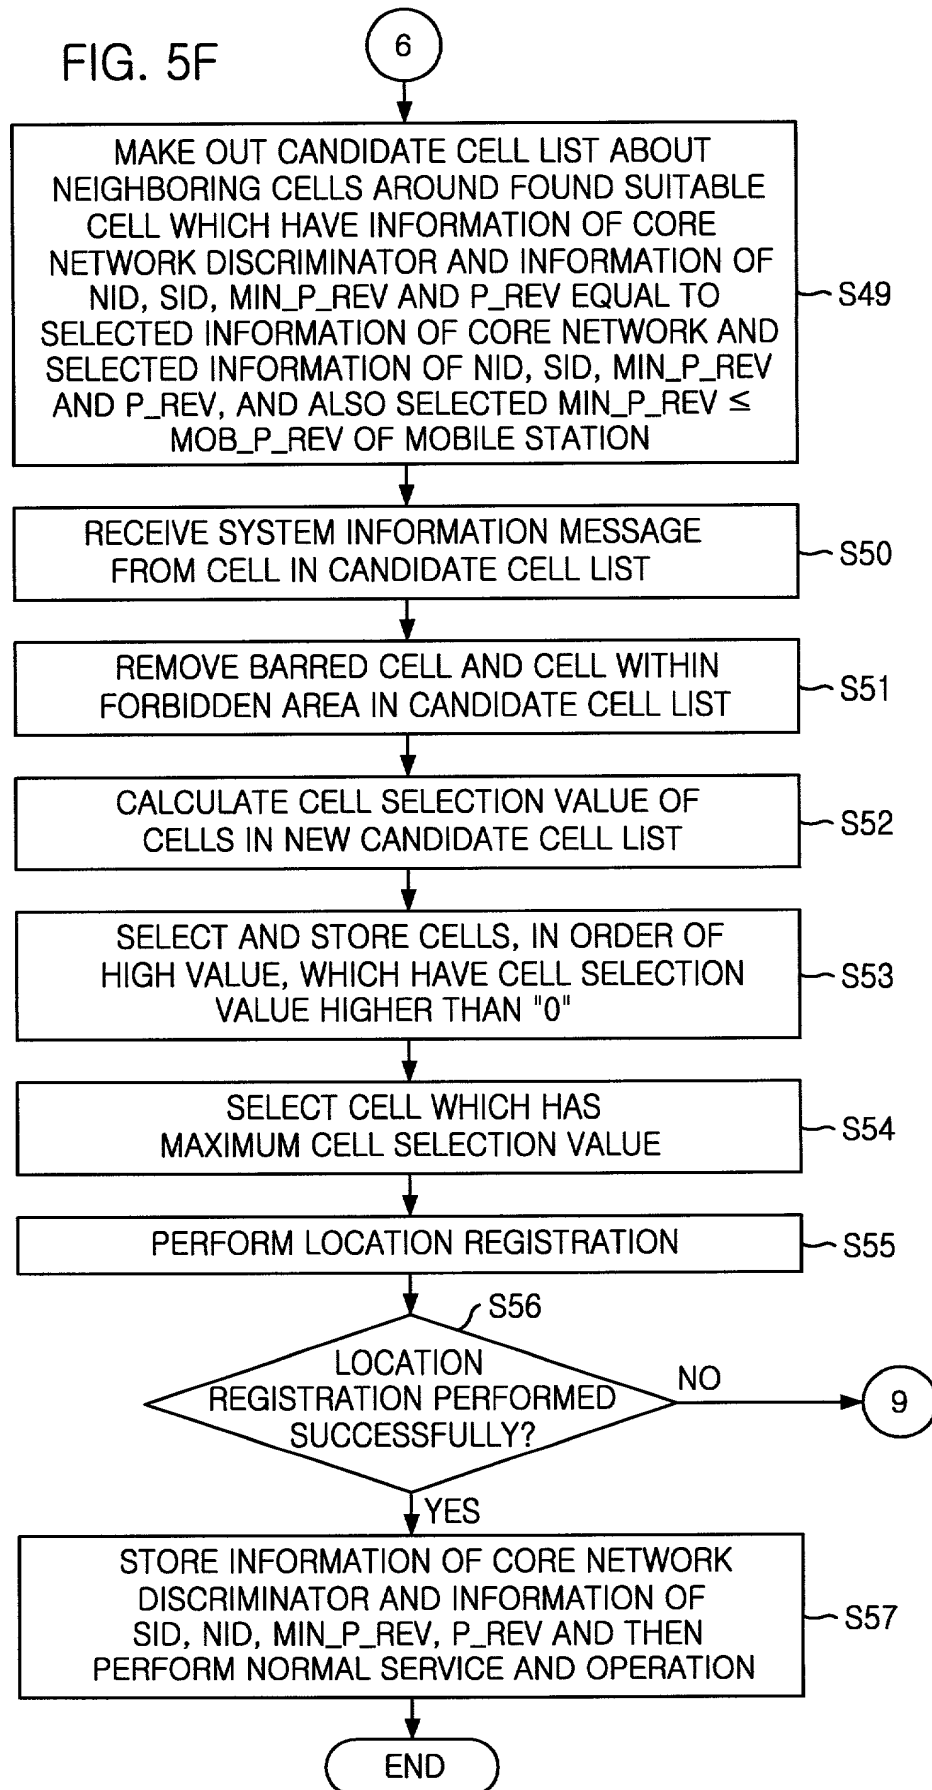 FIG. 5F
6
MAKE OUT CANDIDATE CELL LIST ABOUT
NEIGHBORING CELLS AROUND FOUND SUITABLE
CELL WHICH HAVE INFORMATION OF CORE
NETWORK DISCRIMINATOR AND INFORMATION OF
NID, SID, MIN_P_REV AND P_REV EQUAL TO
SELECTED INFORMATION OF CORE NETWORK AND
SELECTED INFORMATION OF NID, SID, MIN_P_REV
AND P_REV, AND ALSO SELECTED MIN_P_REV ≤
MOB_P_REV OF MOBILE STATION
S49
RECEIVE SYSTEM INFORMATION MESSAGE
FROM CELL IN CANDIDATE CELL LIST
S50
REMOVE BARRED CELL AND CELL WITHIN
FORBIDDEN AREA IN CANDIDATE CELL LIST
S51
CALCULATE CELL SELECTION VALUE OF
CELLS IN NEW CANDIDATE CELL LIST
S52
SELECT AND STORE CELLS, IN ORDER OF
HIGH VALUE, WHICH HAVE CELL SELECTION
VALUE HIGHER THAN "0"
S53
SELECT CELL WHICH HAS
MAXIMUM CELL SELECTION VALUE
S54
PERFORM LOCATION REGISTRATION
S55
S56
LOCATION
REGISTRATION PERFORMED
SUCCESSFULLY?
NO
9
YES
STORE INFORMATION OF CORE NETWORK
DISCRIMINATOR AND INFORMATION OF
SID, NID, MIN_P_REV, P_REV AND THEN
PERFORM NORMAL SERVICE AND OPERATION
S57
END